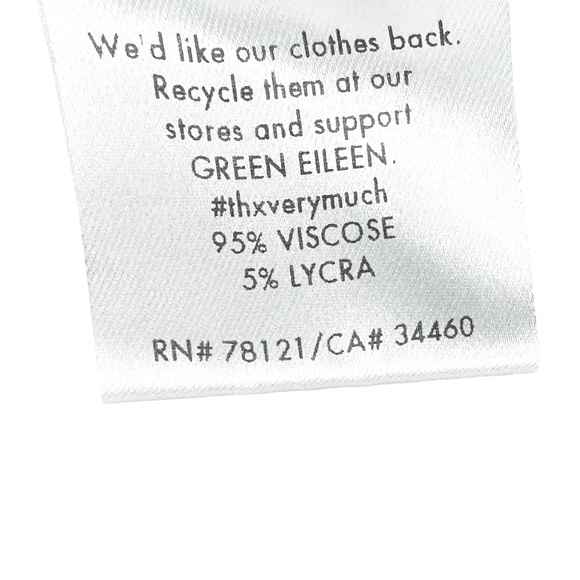 We'd like our clothes back.
Recycle them at our
stores and support
GREEN EILEEN.
#thxverymuch
95% VISCOSE
5% LYCRA
RN# 78121/CA# 34460